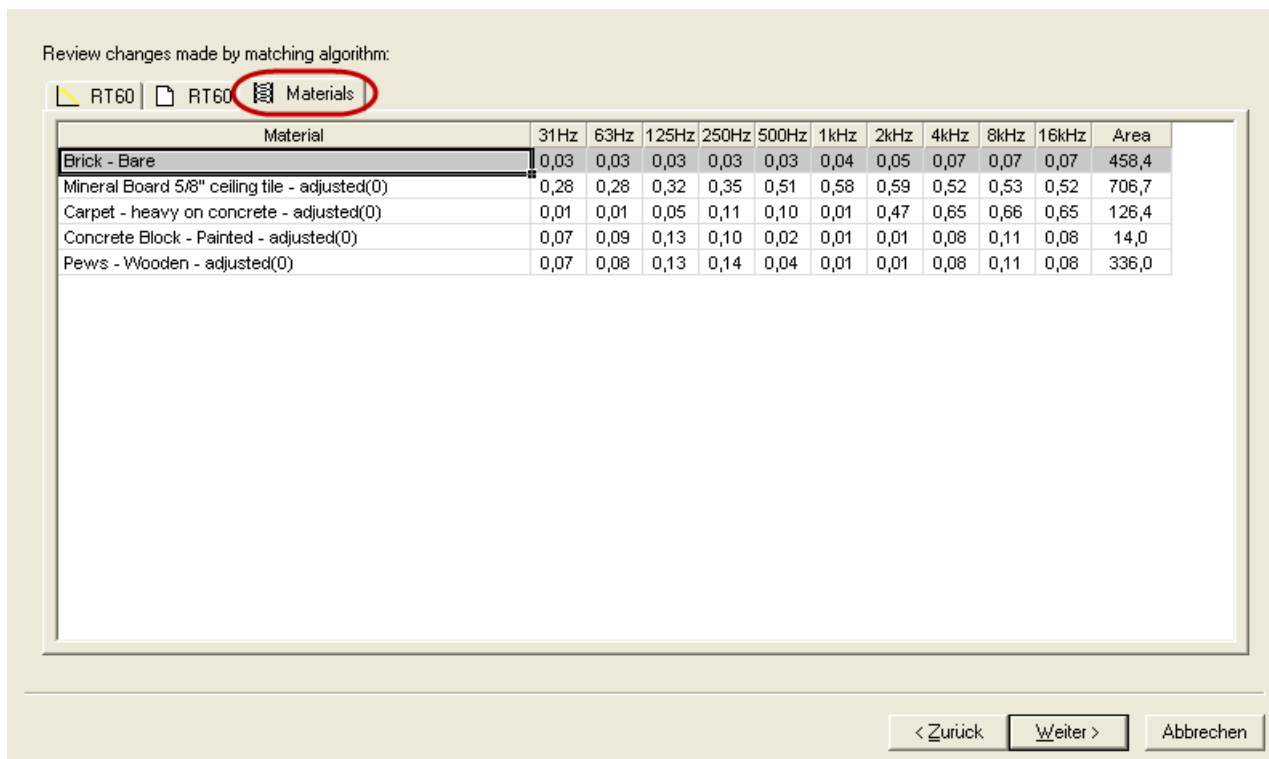 Review changes made by matching algorithm:
RT60 RT60 Materials
Material 31Hz 63Hz 125Hz 250Hz 500Hz 1kHz 2kHz 4kHz 8kHz 16kHz Area
Brick - Bare 0,03 0,03 0,03 0,03 0,03 0,04 0,05 0,07 0,07 0,07 458,4
Mineral Board 5/8" ceiling tile - adjusted(0) 0,28 0,28 0,32 0,35 0,51 0,58 0,59 0,52 0,53 0,52 706,7
Carpet - heavy on concrete - adjusted(0) 0,01 0,01 0,05 0,11 0,10 0,01 0,47 0,65 0,66 0,65 126,4
Concrete Block - Painted - adjusted(0) 0,07 0,09 0,13 0,10 0,02 0,01 0,01 0,08 0,11 0,08 14,0
Pews - Wooden - adjusted(0) 0,07 0,08 0,13 0,14 0,04 0,01 0,01 0,08 0,11 0,08 336,0
< Zurück Weiter > Abbrechen